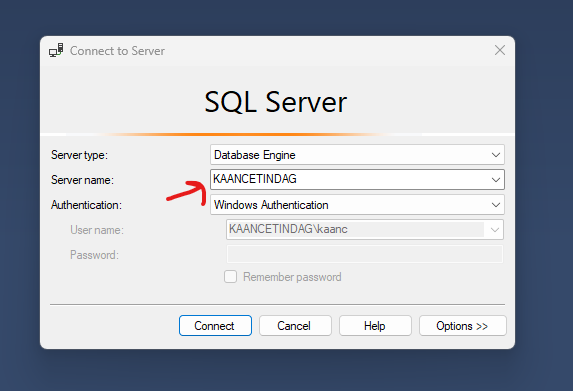 Connect to Server
SQL Server
Server type: Database Engine
Server name: KAANCETINDAG
Authentication: Windows Authentication
User name: KAANCETINDAG\kaanc
Password:
Remember password
Connect Cancel Help Options >>